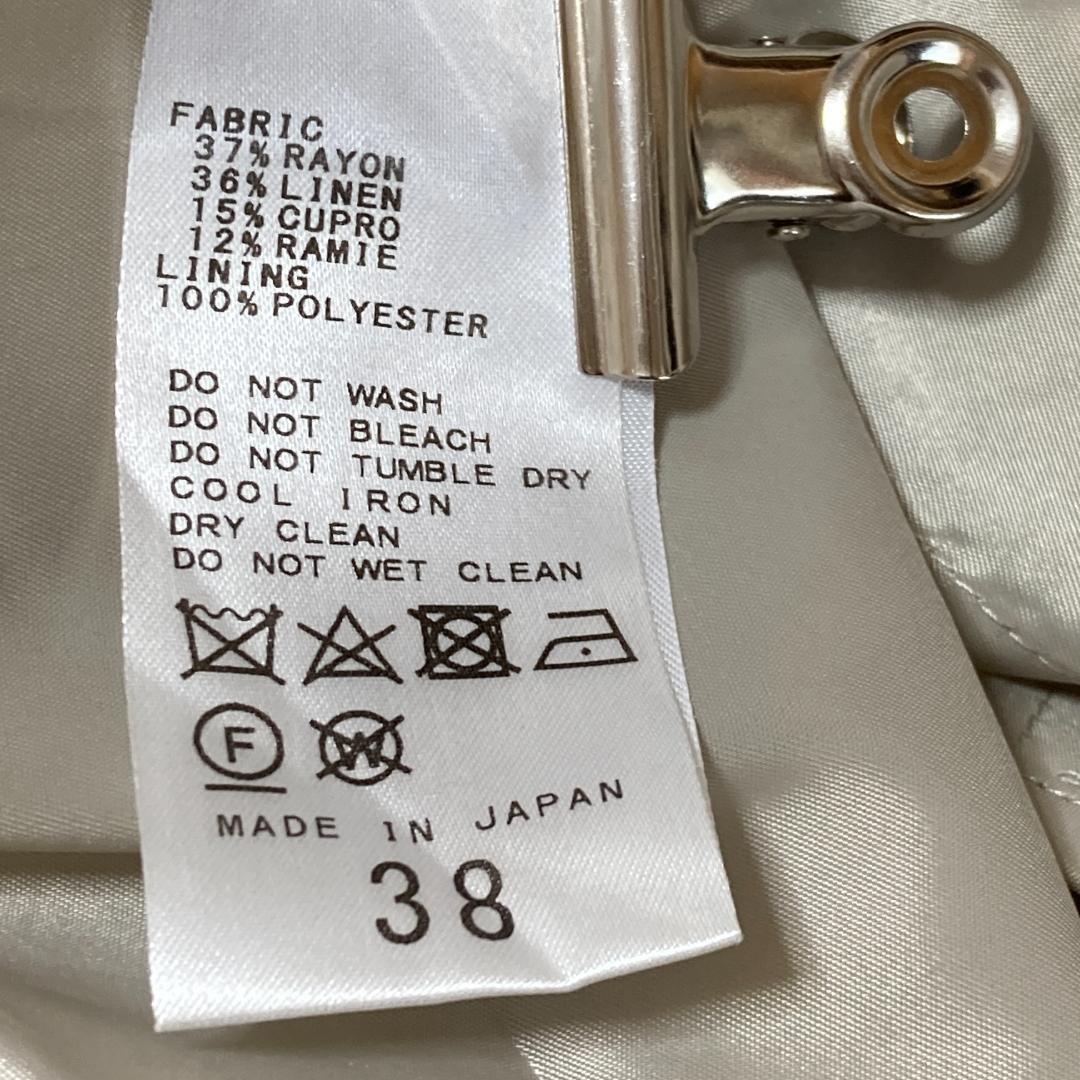 FABRIC
37% RAYON
36% LINEN
15% CUPRO
12% RAMIE
LINING
100% POLYESTER
DO NOT WASH
DO NOT BLEACH
DO NOT TUMBLE DRY
COOL IRON
DRY CLEAN
DO NOT WET CLEAN
F W
MADE IN JAPAN
38